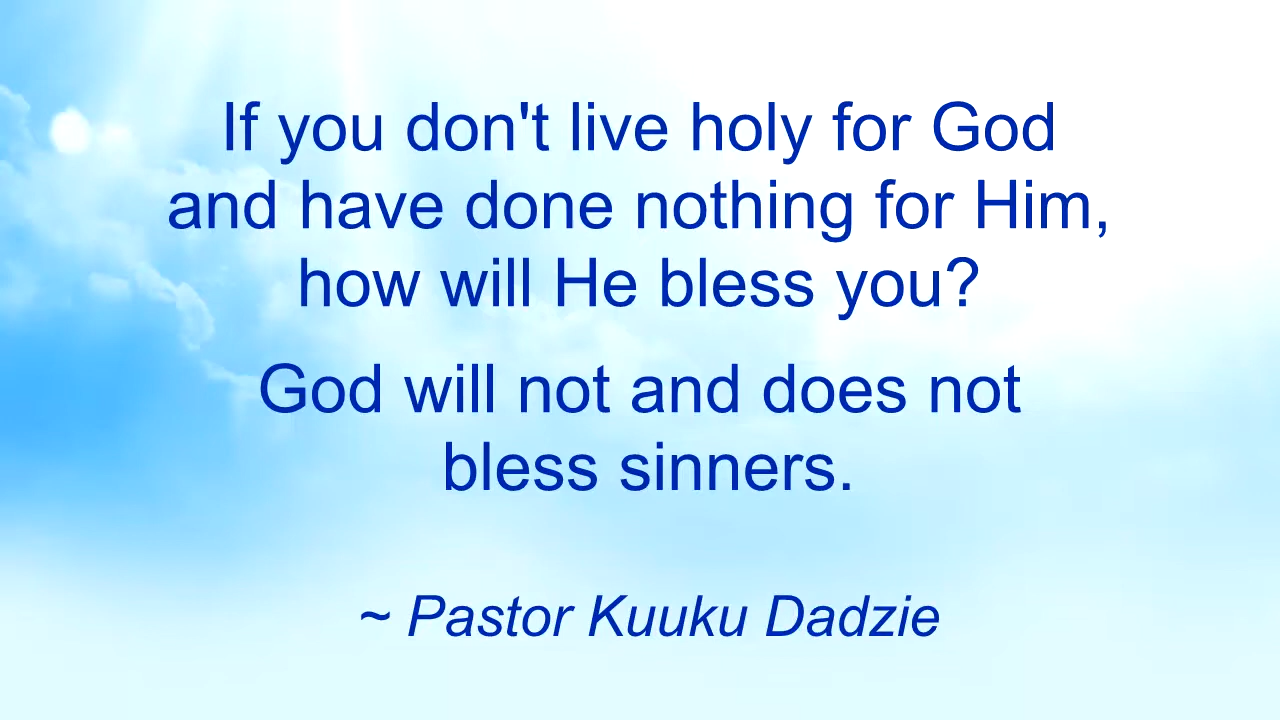 If you don't live holy for God
and have done nothing for Him,
how will He bless you?
God will not and does not
bless sinners.
~ Pastor Kuuku Dadzie